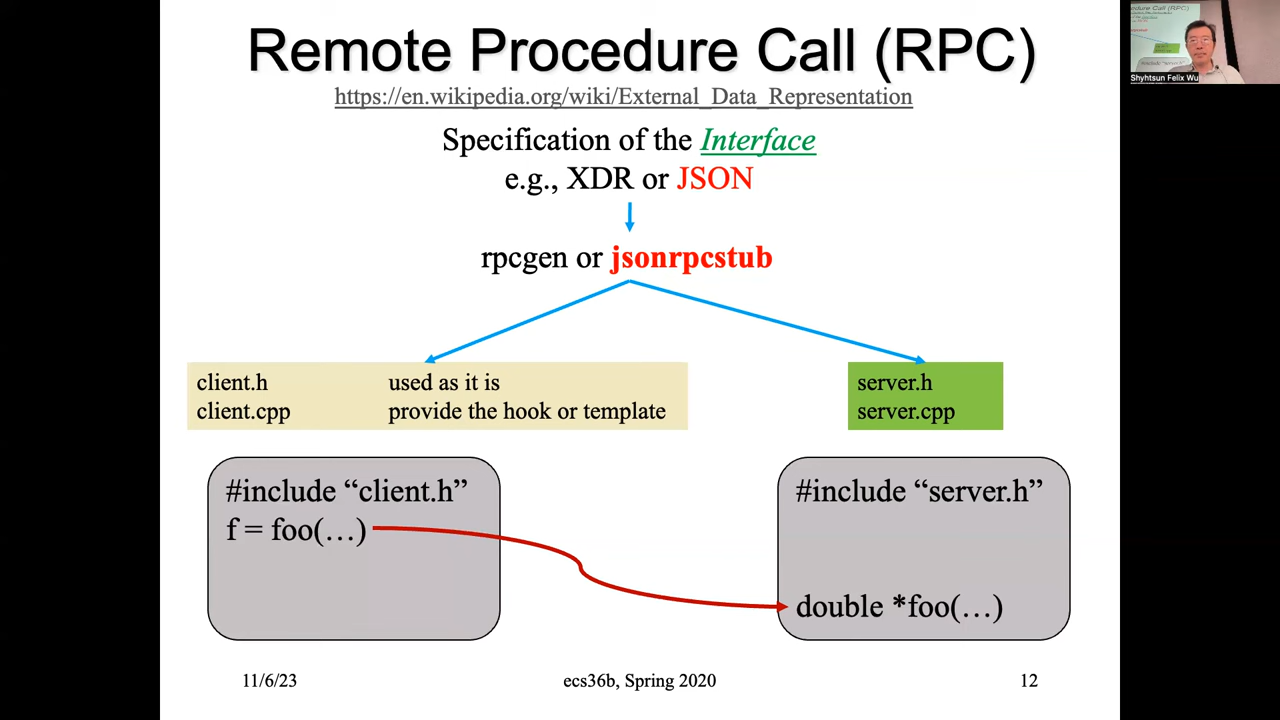 Remote Procedure Call (RPC)
https://en.wikipedia.org/wiki/External_Data_Representation
Specification of the Interface
e.g., XDR or JSON
rpcgen or jsonrpcstub
client.h used as it is
client.cpp provide the hook or template
server.h
server.cpp
#include “client.h”
f = foo(…)
#include “server.h”
double *foo(…)
11/6/23
ecs36b, Spring 2020
12
Shyhtsun Felix Wu